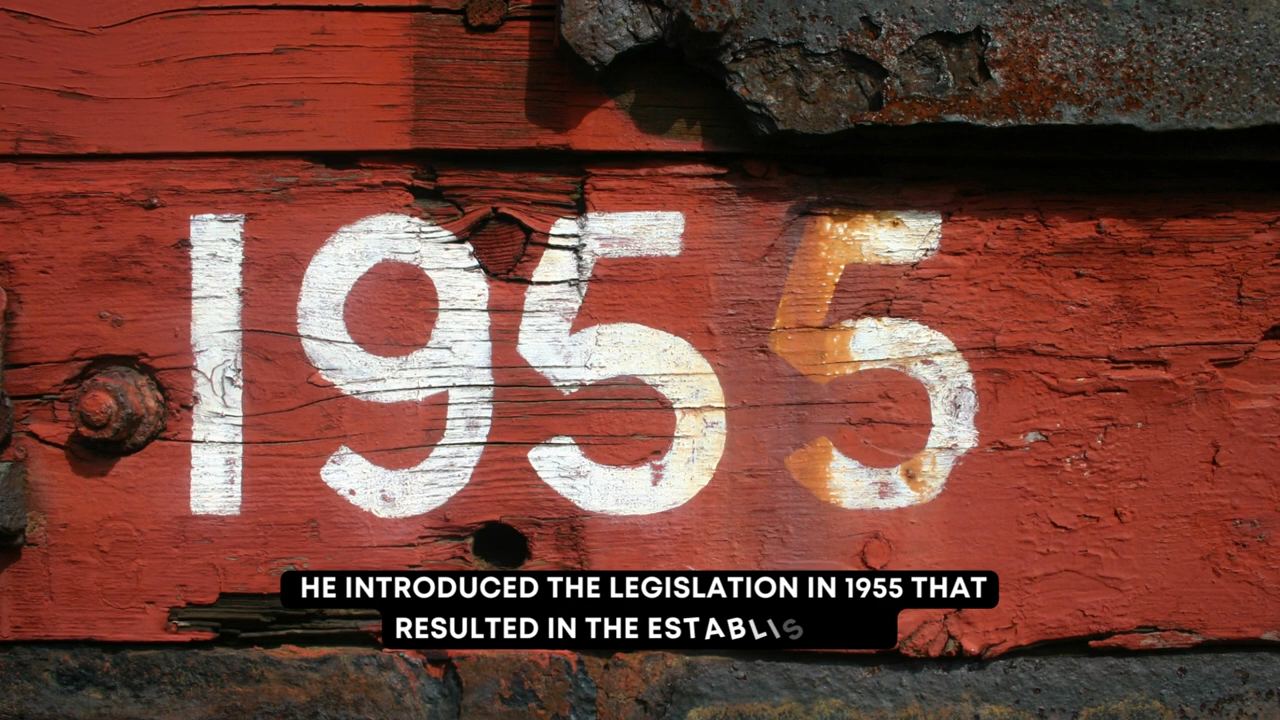 1955
HE INTRODUCED THE LEGISLATION IN 1955 THAT
RESULTED IN THE ESTABLIS